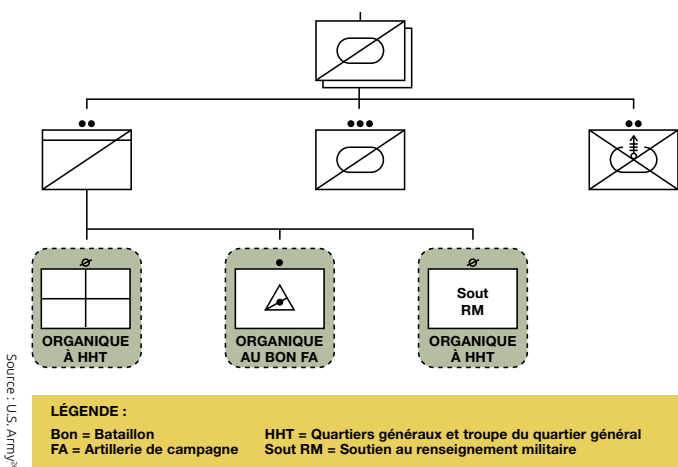 Sout
RM
ORGANIQUE
À HHT
ORGANIQUE
AU BON FA
ORGANIQUE
À HHT
LÉGENDE :
Bon = Bataillon
HHT = Quartiers généraux et troupe du quartier général
FA = Artillerie de campagne
Sout RM = Soutien au renseignement militaire
Source : U.S. Army